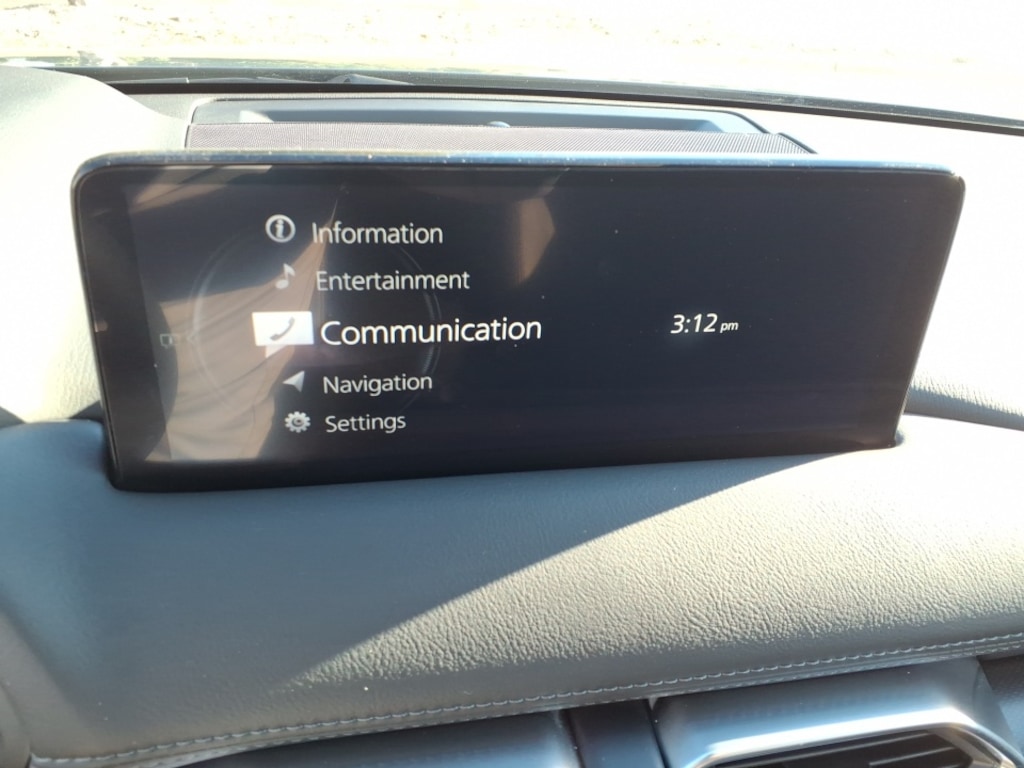 Information
Entertainment
Communication
3:12 pm
Navigation
Settings